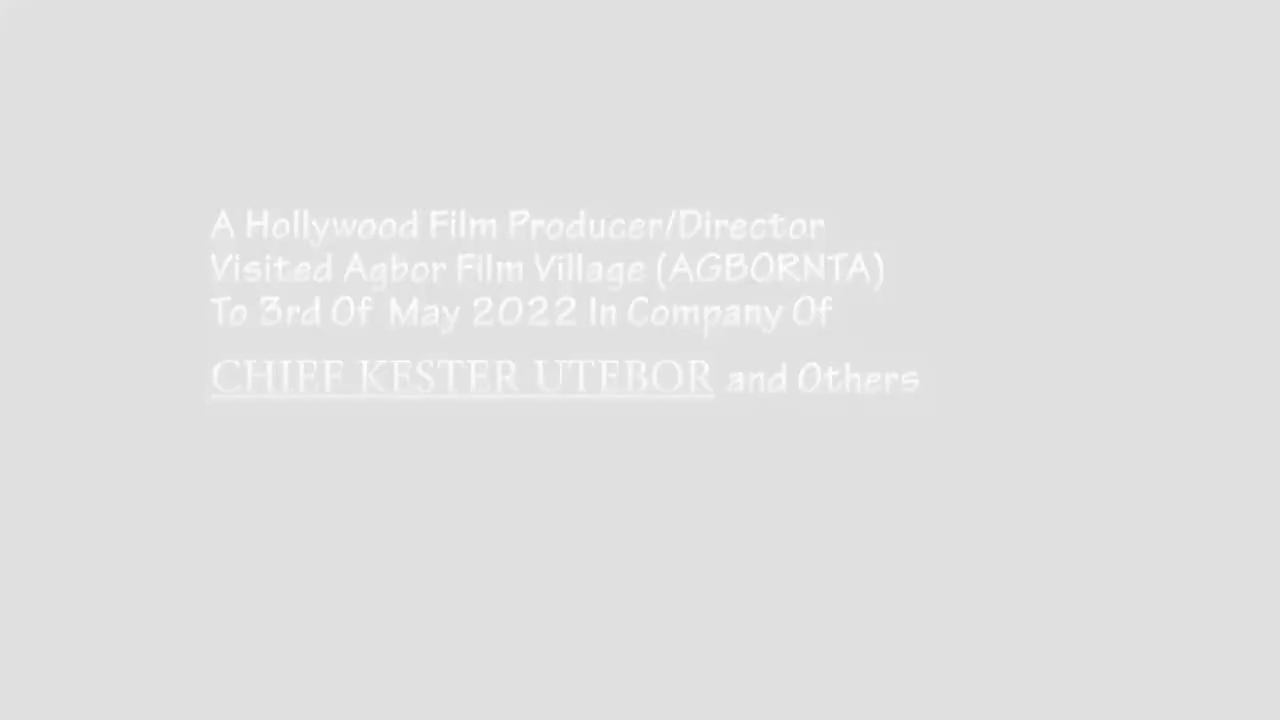 A Hollywood Film Producer/Director
Visited Agbor Film Village (AGBORNTA)
To 3rd Of May 2022 In Company Of
CHIEF KESTER UTEBOR and Others